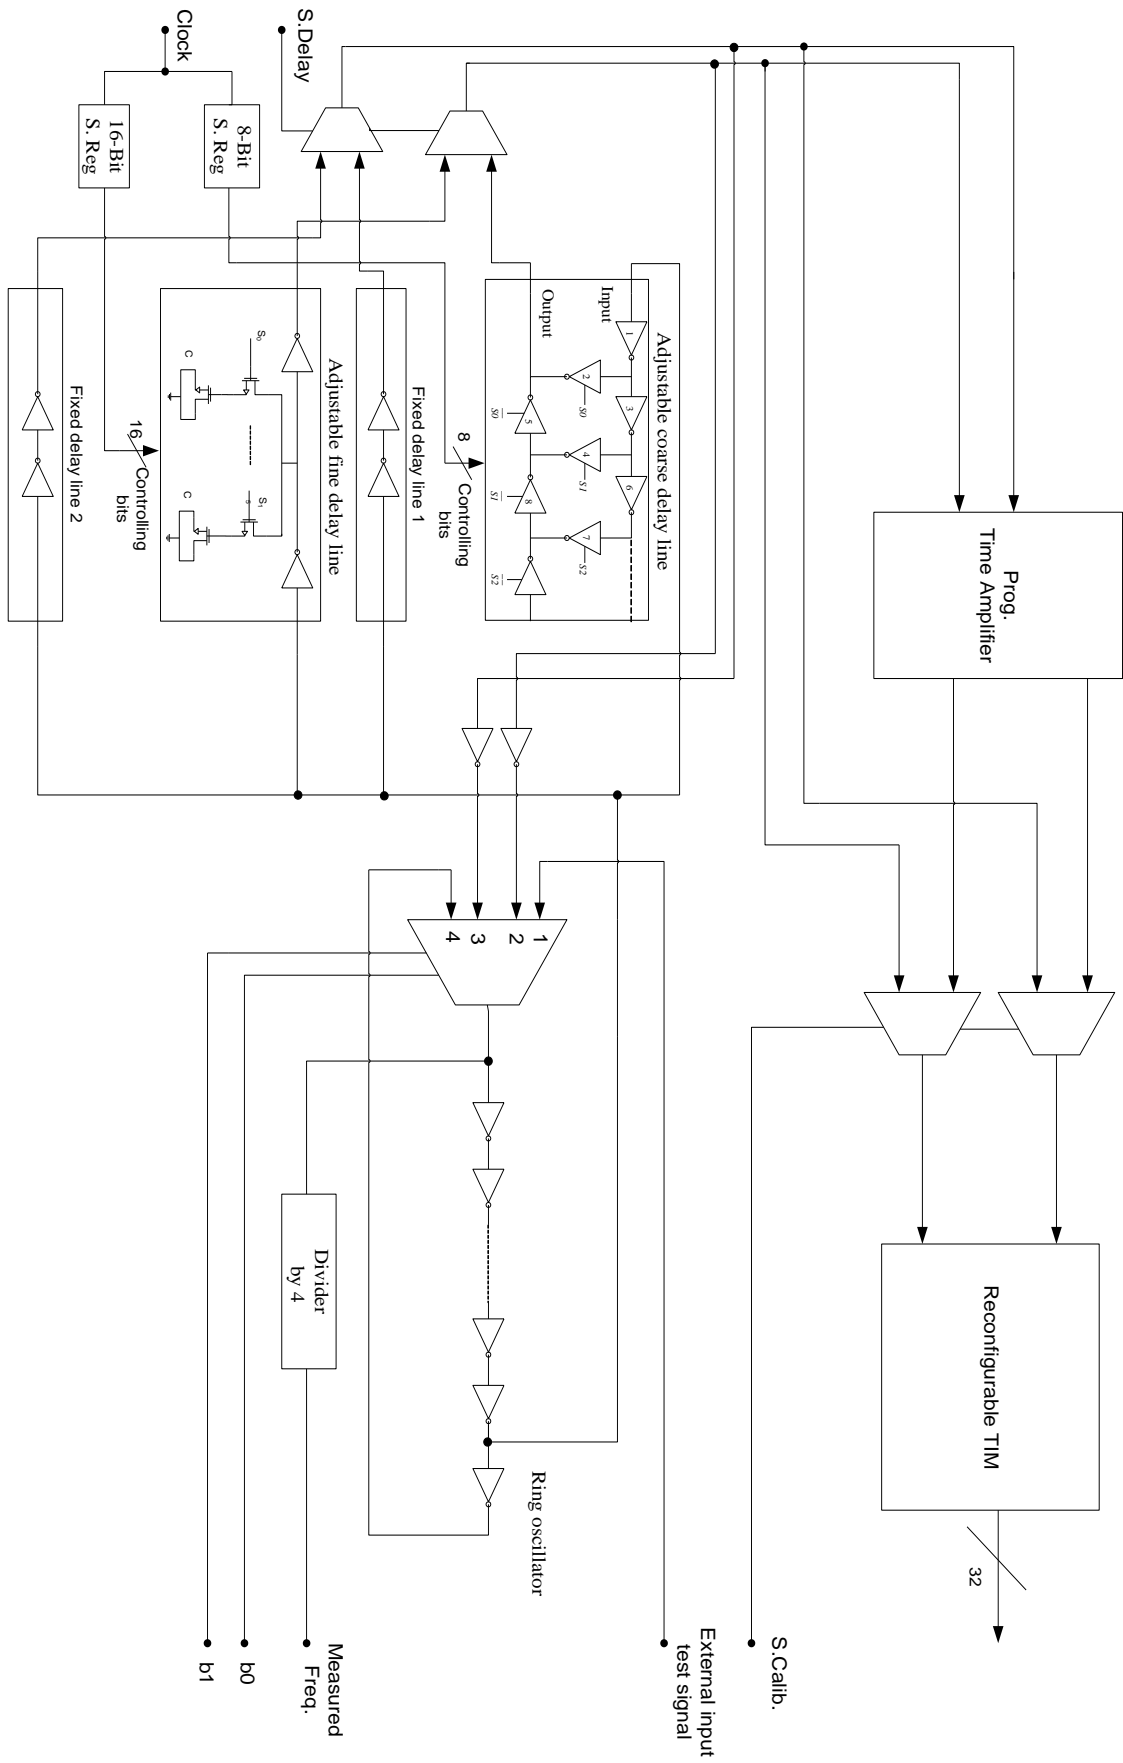 Clock
S.Delay
16-Bit
S. Reg
8-Bit
S. Reg
Prog.
Time Amplifier
Reconfigurable TIM
32
Adjustable coarse delay line
Input
Output
1
2
3
4
5
6
7
8
S0
S1
S2
S0
S1
S2
8
Controlling
bits
Fixed delay line 1
Adjustable fine delay line
S0
S1
C
C
16
Controlling
bits
Fixed delay line 2
1
2
3
4
Divider
by 4
Ring oscillator
S.Calib.
External input
test signal
Measured
Freq.
b0
b1